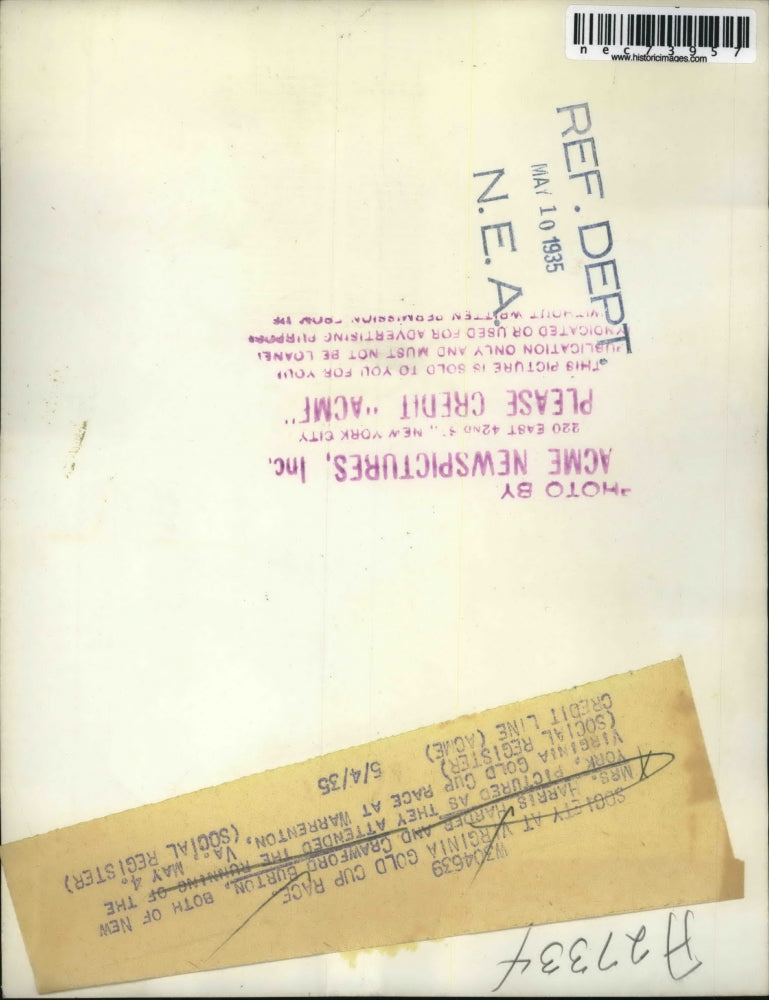 nec73957
www.historicimages.com
REF. DEPT.
MAY 10 1935
N. E. A.
PHOTO BY
ACME NEWSPICTURES, Inc.
220 EAST 42ND ST., NEW YORK CITY
PLEASE CREDIT "ACME"
THIS PICTURE IS SOLD TO YOU FOR YOUR
PUBLICATION ONLY AND MUST NOT BE LOANED
SYNDICATED OR USED FOR ADVERTISING PURPOSES
WITHOUT WRITTEN PERMISSION FROM
W704639
SOCIETY AT VIRGINIA GOLD CUP RACE
MRS. HARRIS HARDER AND CRAWFORD BURTON, BOTH OF NEW
YORK, PICTURED AS THEY ATTENDED THE RUNNING OF THE
VIRGINIA GOLD CUP RACE AT WARRENTON, VA. MAY 4.
(SOCIAL REGISTER) (SOCIAL REGISTER)
CREDIT LINE (ACME) 5/4/35
A27334